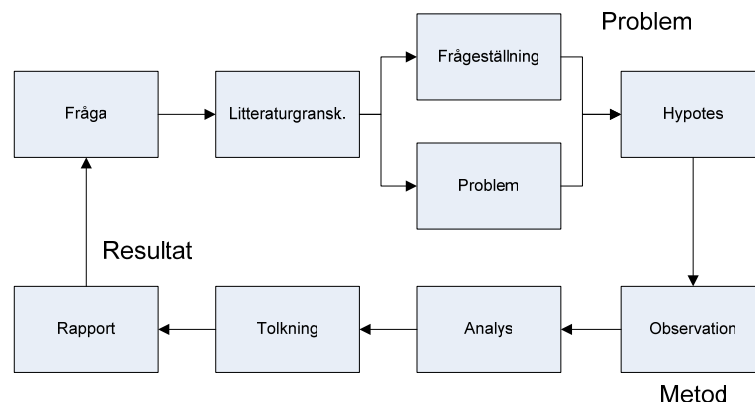 Problem
Frågeställning
Fråga
Litteraturgransk.
Hypotes
Problem
Resultat
Rapport
Tolkning
Analys
Observation
Metod